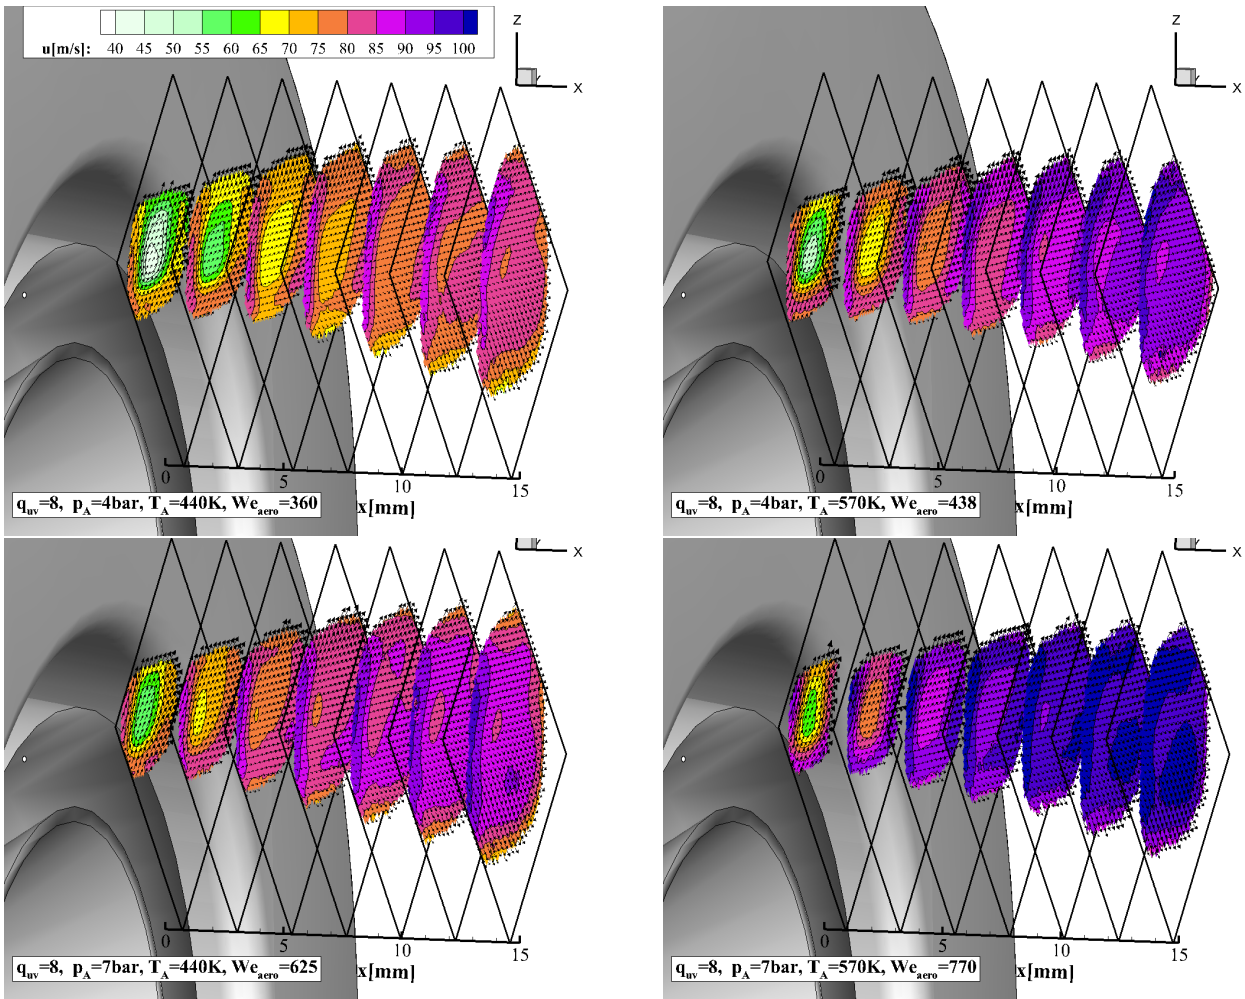 u[m/s]: 40 45 50 55 60 65 70 75 80 85 90 95 100
Z
X
Z
X
0 5 10 15
x[mm]
q_uv=8, p_A=4bar, T_A=440K, We_aero=360
0 5 10 15
x[mm]
q_uv=8, p_A=4bar, T_A=570K, We_aero=438
X
X
0 5 10 15
x[mm]
q_uv=8, p_A=7bar, T_A=440K, We_aero=625
0 5 10 15
x[mm]
q_uv=8, p_A=7bar, T_A=570K, We_aero=770